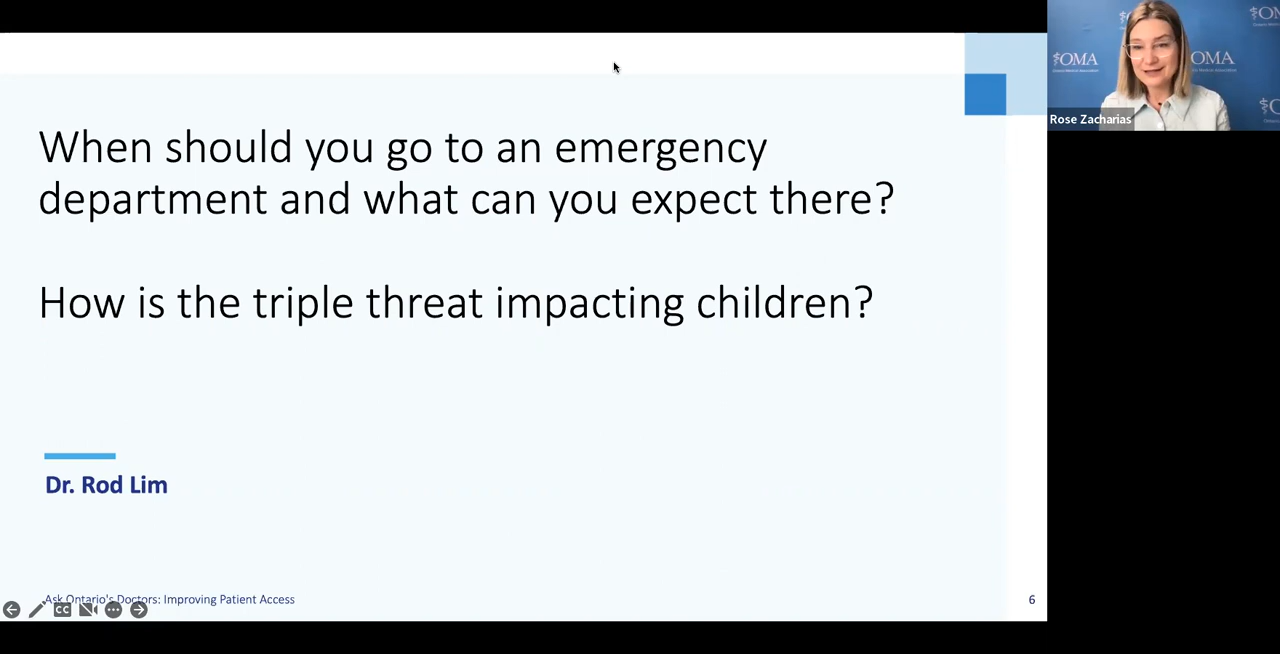 When should you go to an emergency
department and what can you expect there?
How is the triple threat impacting children?
Dr. Rod Lim
Ask Ontario's Doctors: Improving Patient Access
6
OMA
OMA
Rose Zacharias
CC